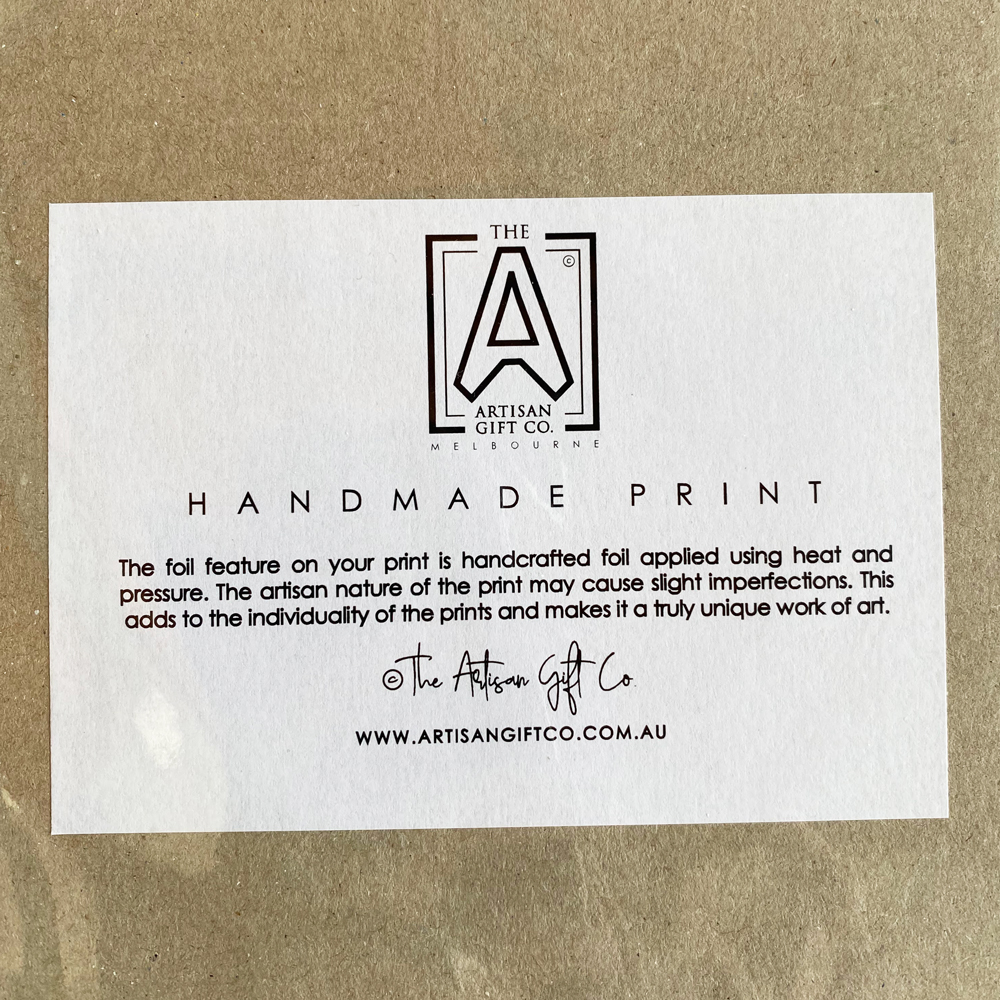 THE
©
A
ARTISAN
GIFT CO.
MELBOURNE
HANDMADE PRINT
The foil feature on your print is handcrafted foil applied using heat and
pressure. The artisan nature of the print may cause slight imperfections. This
adds to the individuality of the prints and makes it a truly unique work of art.
©The Artisan Gift Co.
WWW.ARTISANGIFTCO.COM.AU